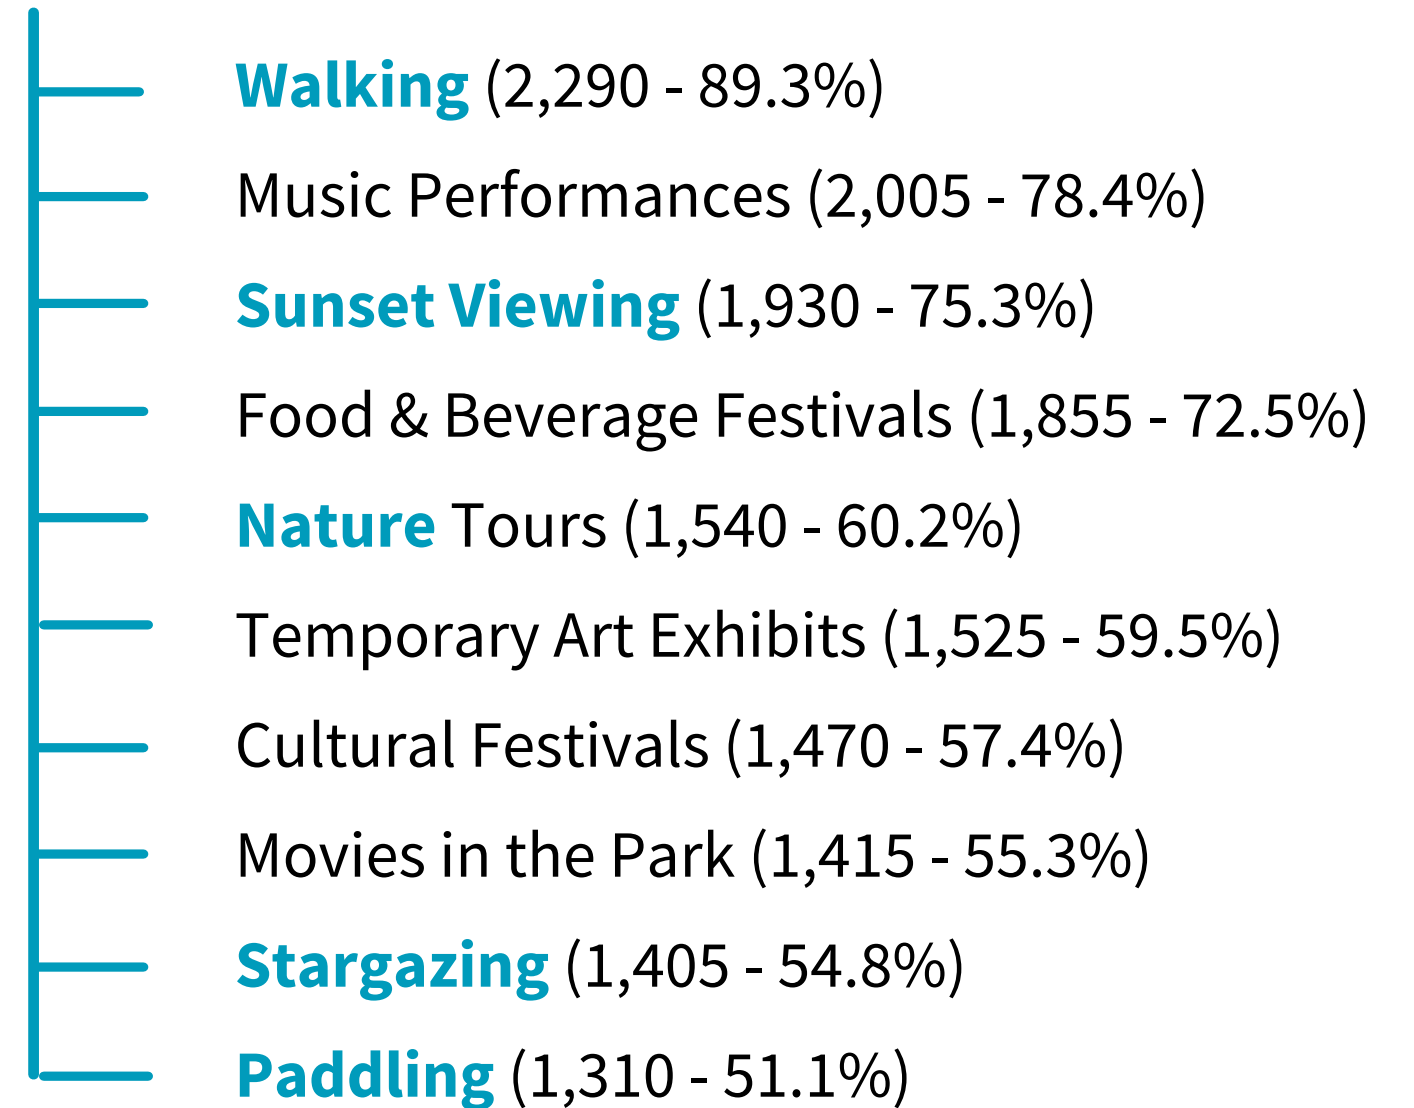 Walking (2,290 - 89.3%)
Music Performances (2,005 - 78.4%)
Sunset Viewing (1,930 - 75.3%)
Food & Beverage Festivals (1,855 - 72.5%)
Nature Tours (1,540 - 60.2%)
Temporary Art Exhibits (1,525 - 59.5%)
Cultural Festivals (1,470 - 57.4%)
Movies in the Park (1,415 - 55.3%)
Stargazing (1,405 - 54.8%)
Paddling (1,310 - 51.1%)